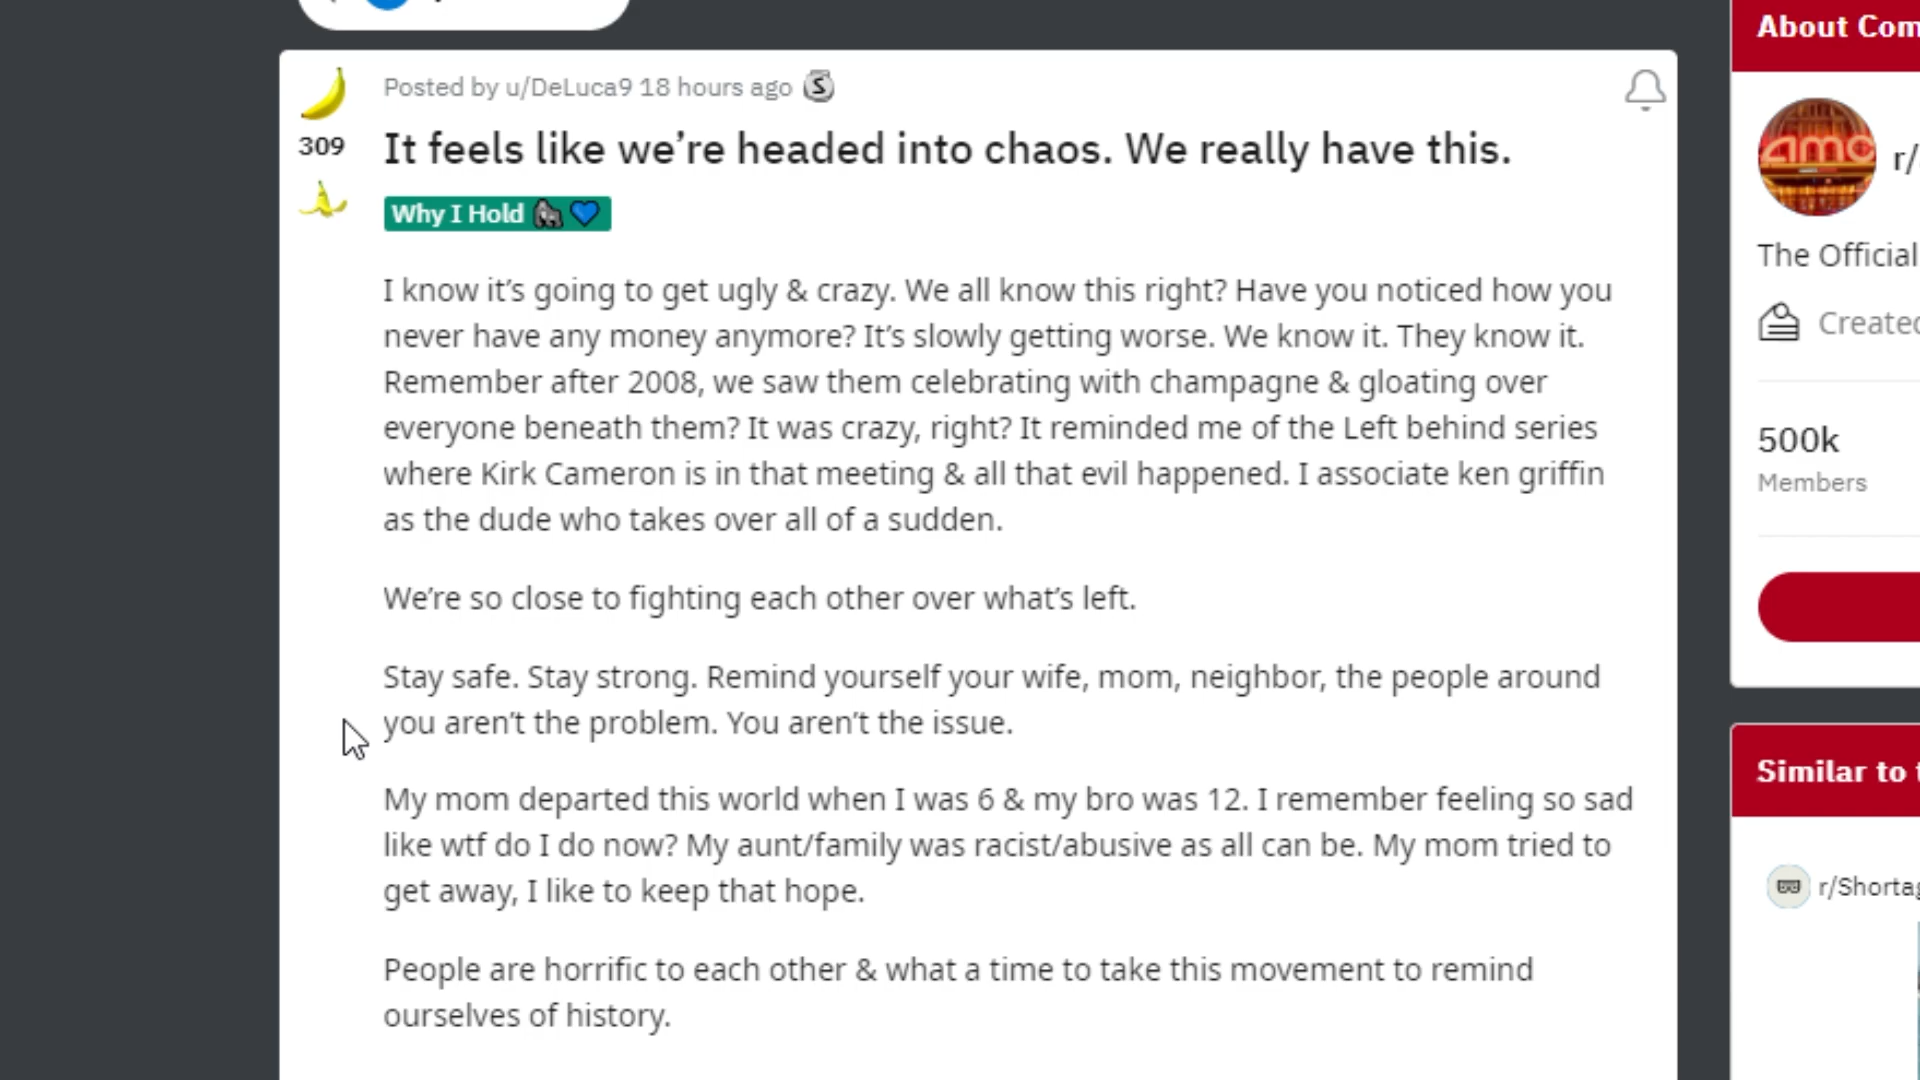 About Com
Posted by u/DeLuca9 18 hours ago
309
It feels like we’re headed into chaos. We really have this.
Why I Hold
I know it’s going to get ugly & crazy. We all know this right? Have you noticed how you
never have any money anymore? It’s slowly getting worse. We know it. They know it.
Remember after 2008, we saw them celebrating with champagne & gloating over
everyone beneath them? It was crazy, right? It reminded me of the Left behind series
where Kirk Cameron is in that meeting & all that evil happened. I associate ken griffin
as the dude who takes over all of a sudden.
We’re so close to fighting each other over what’s left.
Stay safe. Stay strong. Remind yourself your wife, mom, neighbor, the people around
you aren’t the problem. You aren’t the issue.
My mom departed this world when I was 6 & my bro was 12. I remember feeling so sad
like wtf do I do now? My aunt/family was racist/abusive as all can be. My mom tried to
get away, I like to keep that hope.
People are horrific to each other & what a time to take this movement to remind
ourselves of history.
amc
r/
The Official
Created
500k
Members
Similar to t
r/Shortag